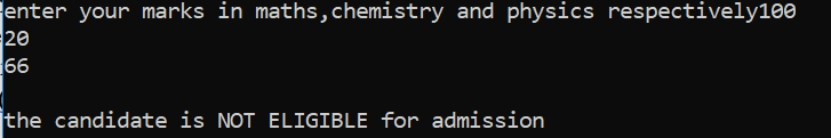 enter your marks in maths,chemistry and physics respectively100
20
66
the candidate is NOT ELIGIBLE for admission